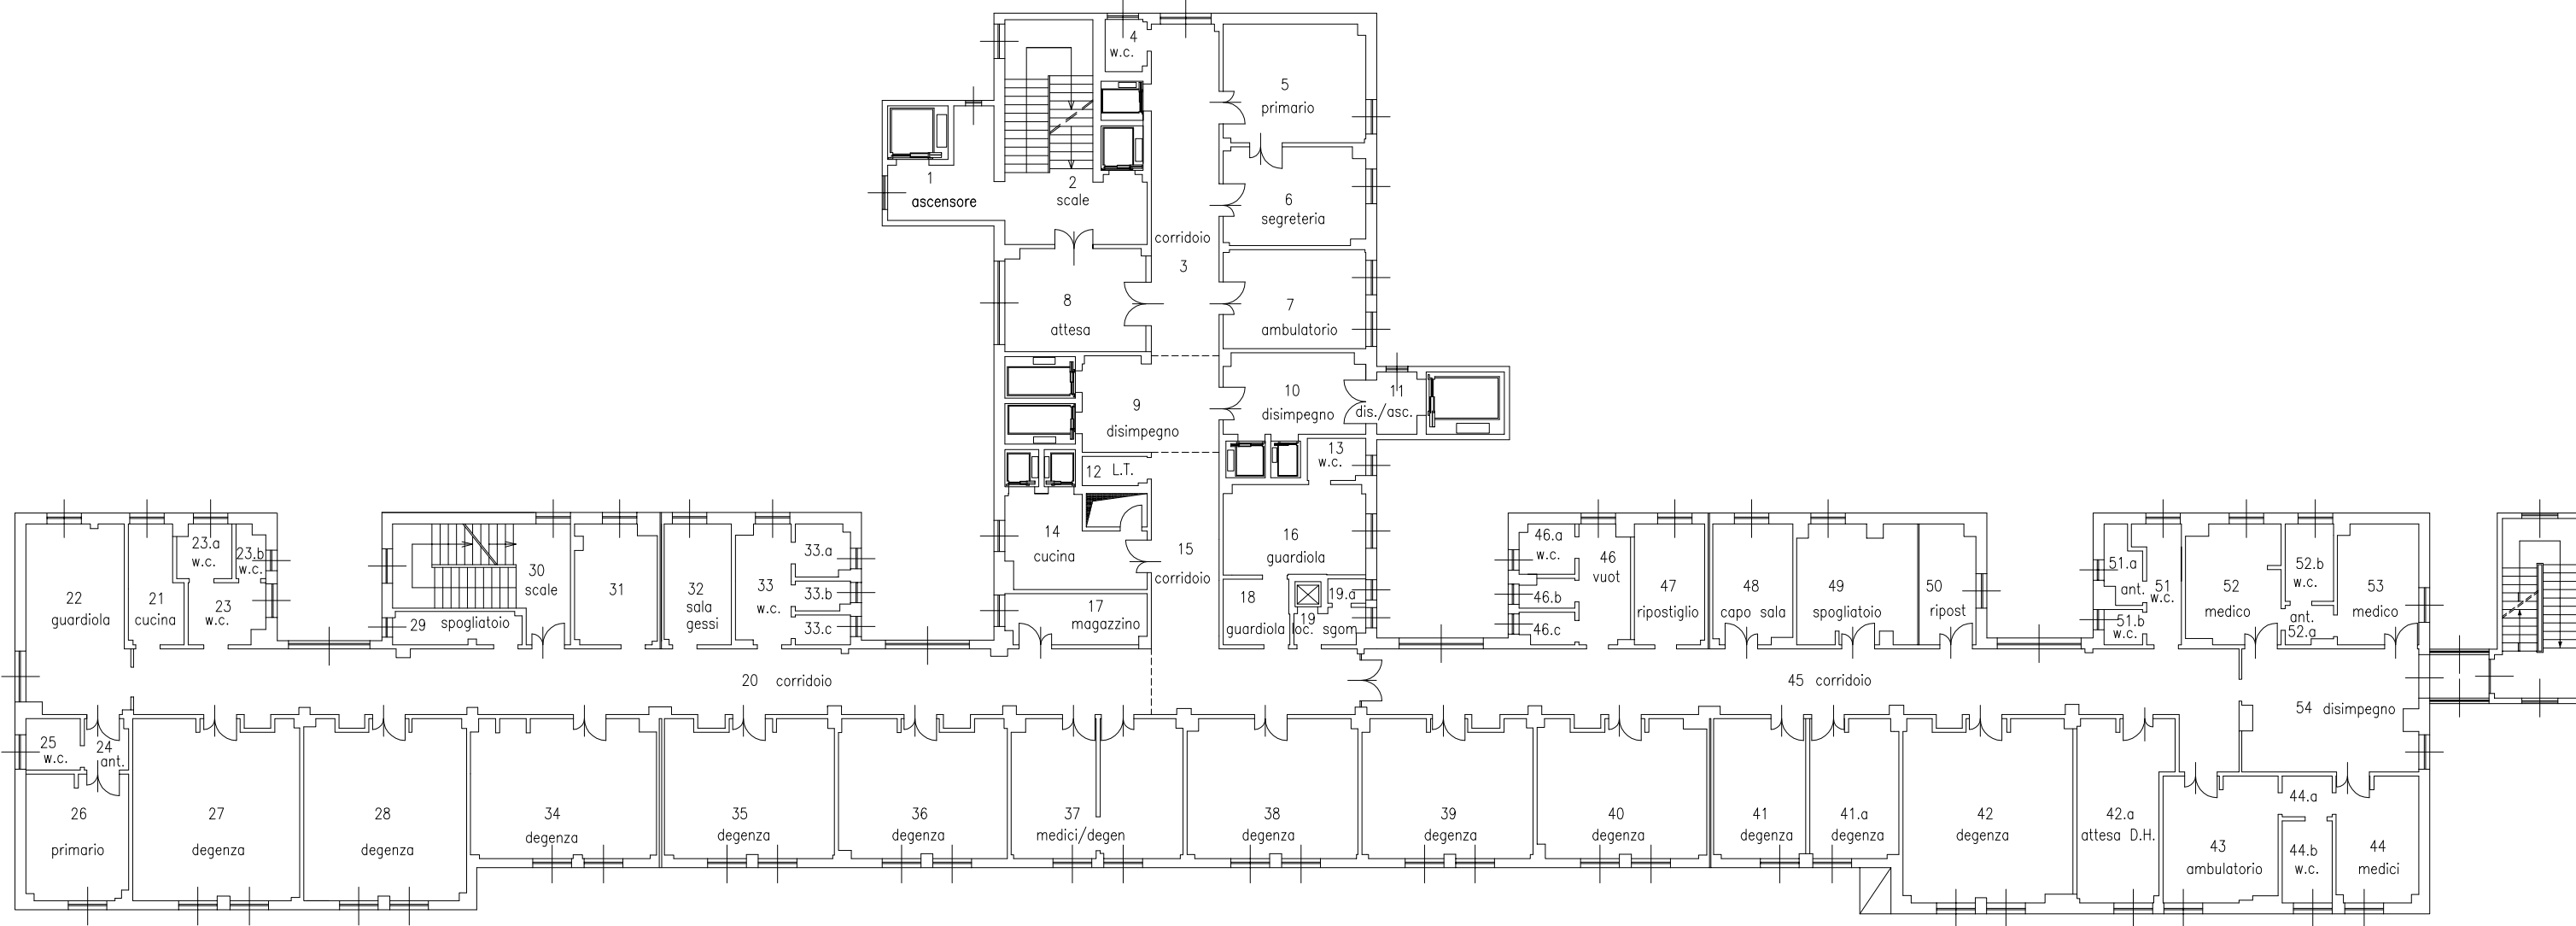 4
w.c.
5
primario
1
ascensore
2
scale
6
segreteria
corridoio
3
8
attesa
7
ambulatorio
9
disimpegno
10
disimpegno
11
dis./asc.
12 L.T.
13
w.c.
14
cucina
15
corridoio
16
guardiola
17
magazzino
18
guardiola
19
loc. sgom
19.a
22
guardiola
21
cucina
23.a
w.c.
23.b
w.c.
23
w.c.
29 spogliatoio
30
scale
31
32
sala
gessi
33
w.c.
33.a
33.b
33.c
46.a
w.c.
46.b
46.c
46
vuot
47
ripostiglio
48
capo sala
49
spogliatoio
50
ripost
51.a
ant.
51
w.c.
51.b
w.c.
52
medico
52.b
w.c.
ant.
52.a
53
medico
20 corridoio
45 corridoio
54 disimpegno
25
w.c.
24
ant.
26
primario
27
degenza
28
degenza
34
degenza
35
degenza
36
degenza
37
medici/degen
38
degenza
39
degenza
40
degenza
41
degenza
41.a
degenza
42
degenza
42.a
attesa D.H.
43
ambulatorio
44.a
44.b
w.c.
44
medici